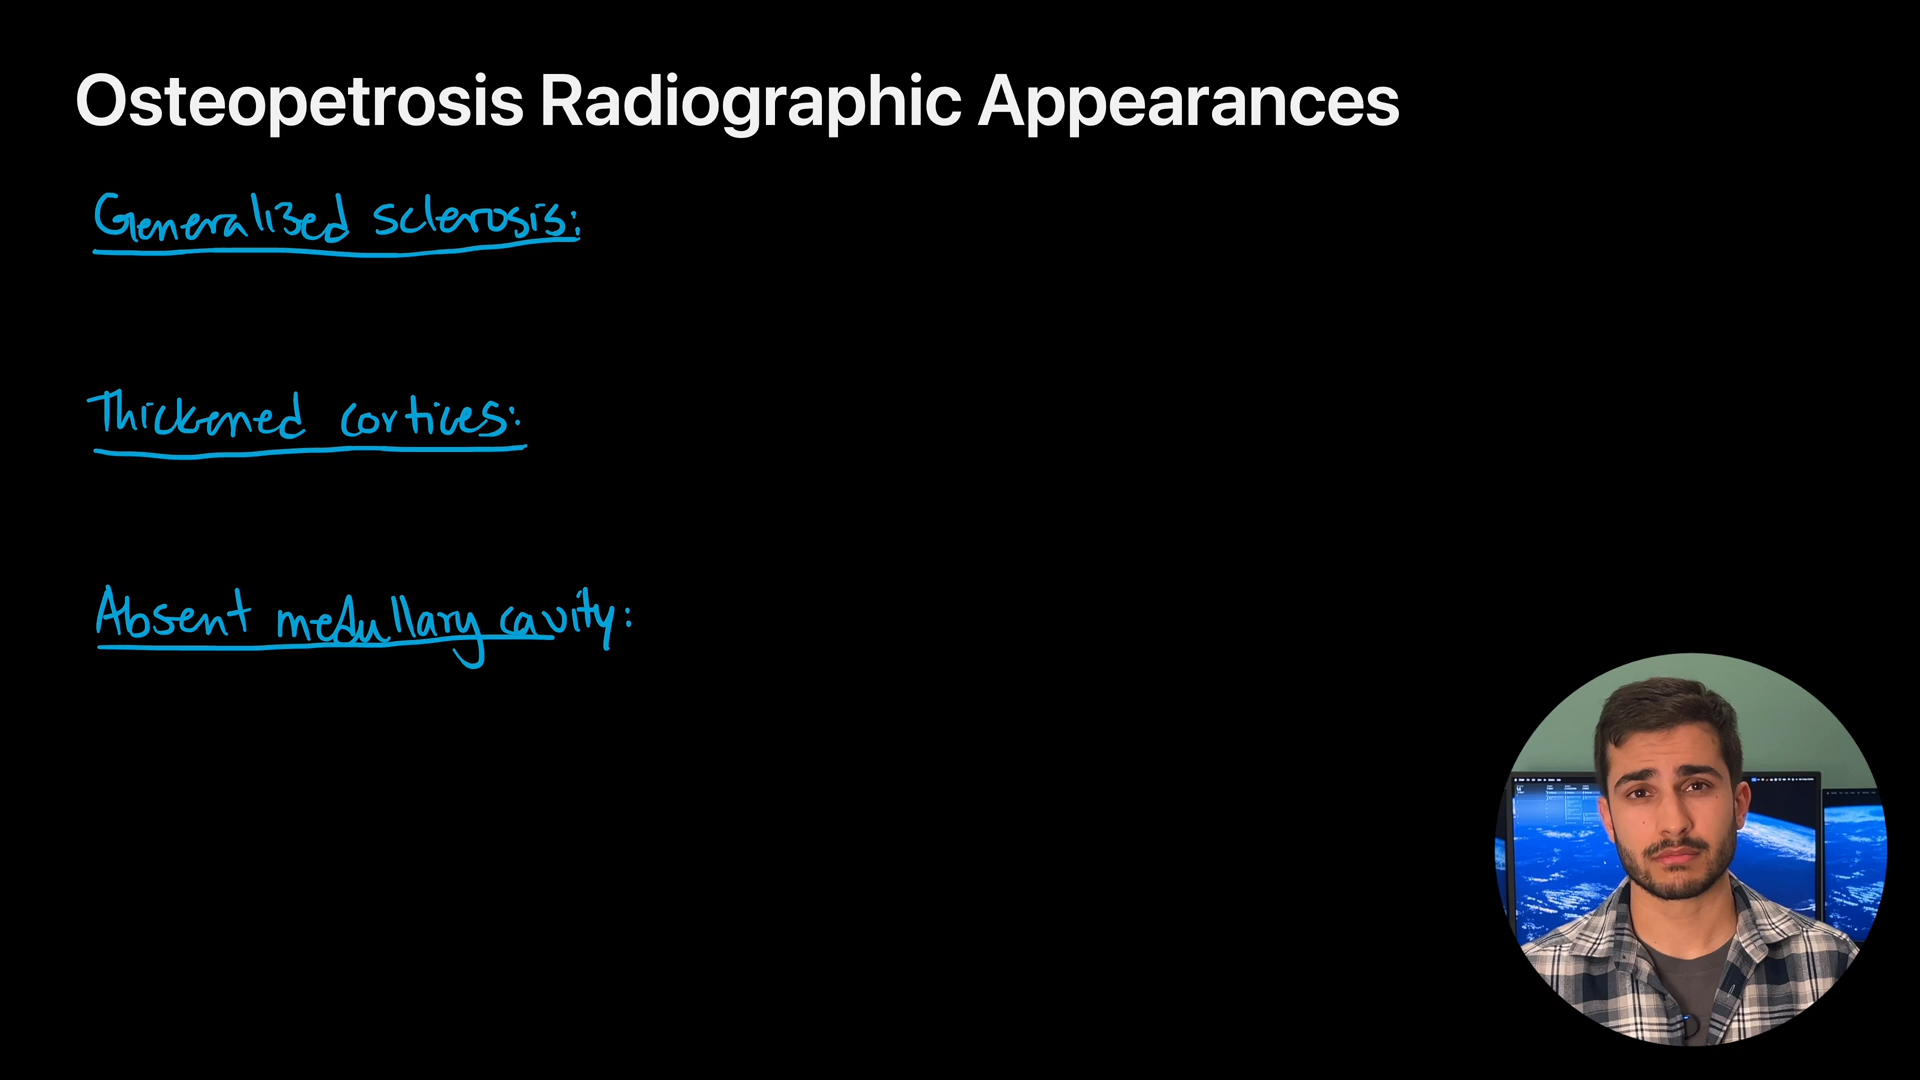 Osteopetrosis Radiographic Appearances
Generalized sclerosis:
Thickened cortices:
Absent medullary cavity: